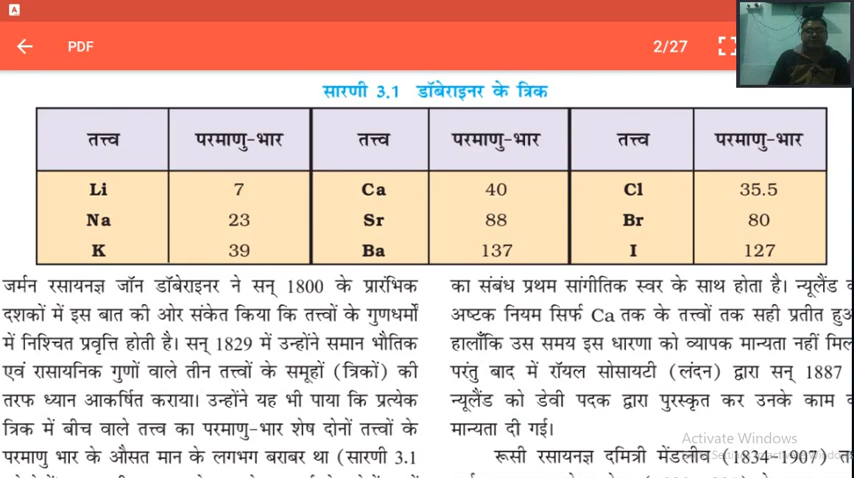 A
PDF
2/27
सारणी 3.1 डॉबेराइनर के त्रिक
तत्त्व परमाणु-भार तत्त्व परमाणु-भार तत्त्व परमाणु-भार
Li 7 Ca 40 Cl 35.5
Na 23 Sr 88 Br 80
K 39 Ba 137 I 127
जर्मन रसायनज्ञ जॉन डॉबेराइनर ने सन् 1800 के प्रारंभिक
दशकों में इस बात की ओर संकेत किया कि तत्त्वों के गुणधर्मों
में निश्चित प्रवृत्ति होती है। सन् 1829 में उन्होंने समान भौतिक
एवं रासायनिक गुणों वाले तीन तत्त्वों के समूहों (त्रिकों) की
तरफ ध्यान आकर्षित कराया। उन्होंने यह भी पाया कि प्रत्येक
त्रिक में बीच वाले तत्त्व का परमाणु-भार शेष दोनों तत्त्वों के
परमाणु भार के औसत मान के लगभग बराबर था (सारणी 3.1
का संबंध प्रथम सांगीतिक स्वर के साथ होता है। न्यूलैंड
अष्टक नियम सिर्फ Ca तक के तत्त्वों तक सही प्रतीत
हालाँकि उस समय इस धारणा को व्यापक मान्यता नहीं
परंतु बाद में रॉयल सोसायटी (लंदन) द्वारा सन् 1887
न्यूलैंड को डेवी पदक द्वारा पुरस्कृत कर उनके काम
मान्यता दी गई।
रूसी रसायनज्ञ दमित्री मेंडलीव (1834-1907)
Activate Windows